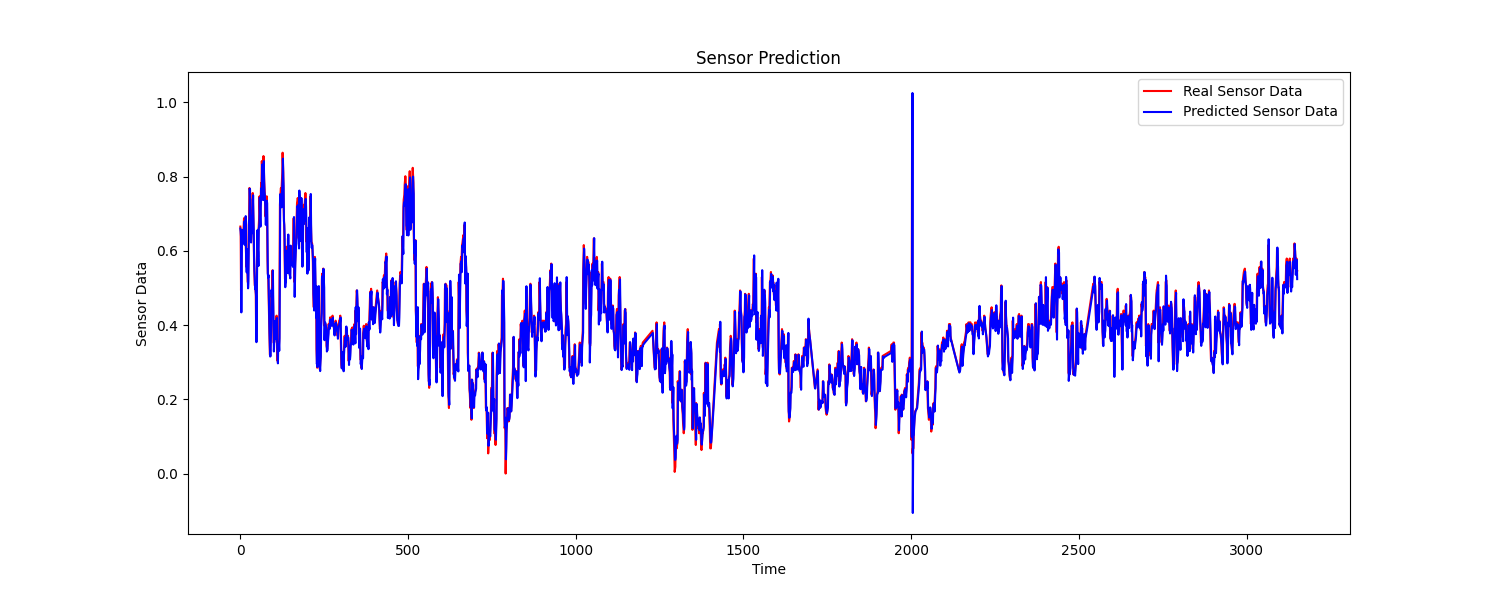 Sensor Prediction
Real Sensor Data
Predicted Sensor Data
Sensor Data
1.0
0.8
0.6
0.4
0.2
0.0
0
500
1000
1500
2000
2500
3000
Time